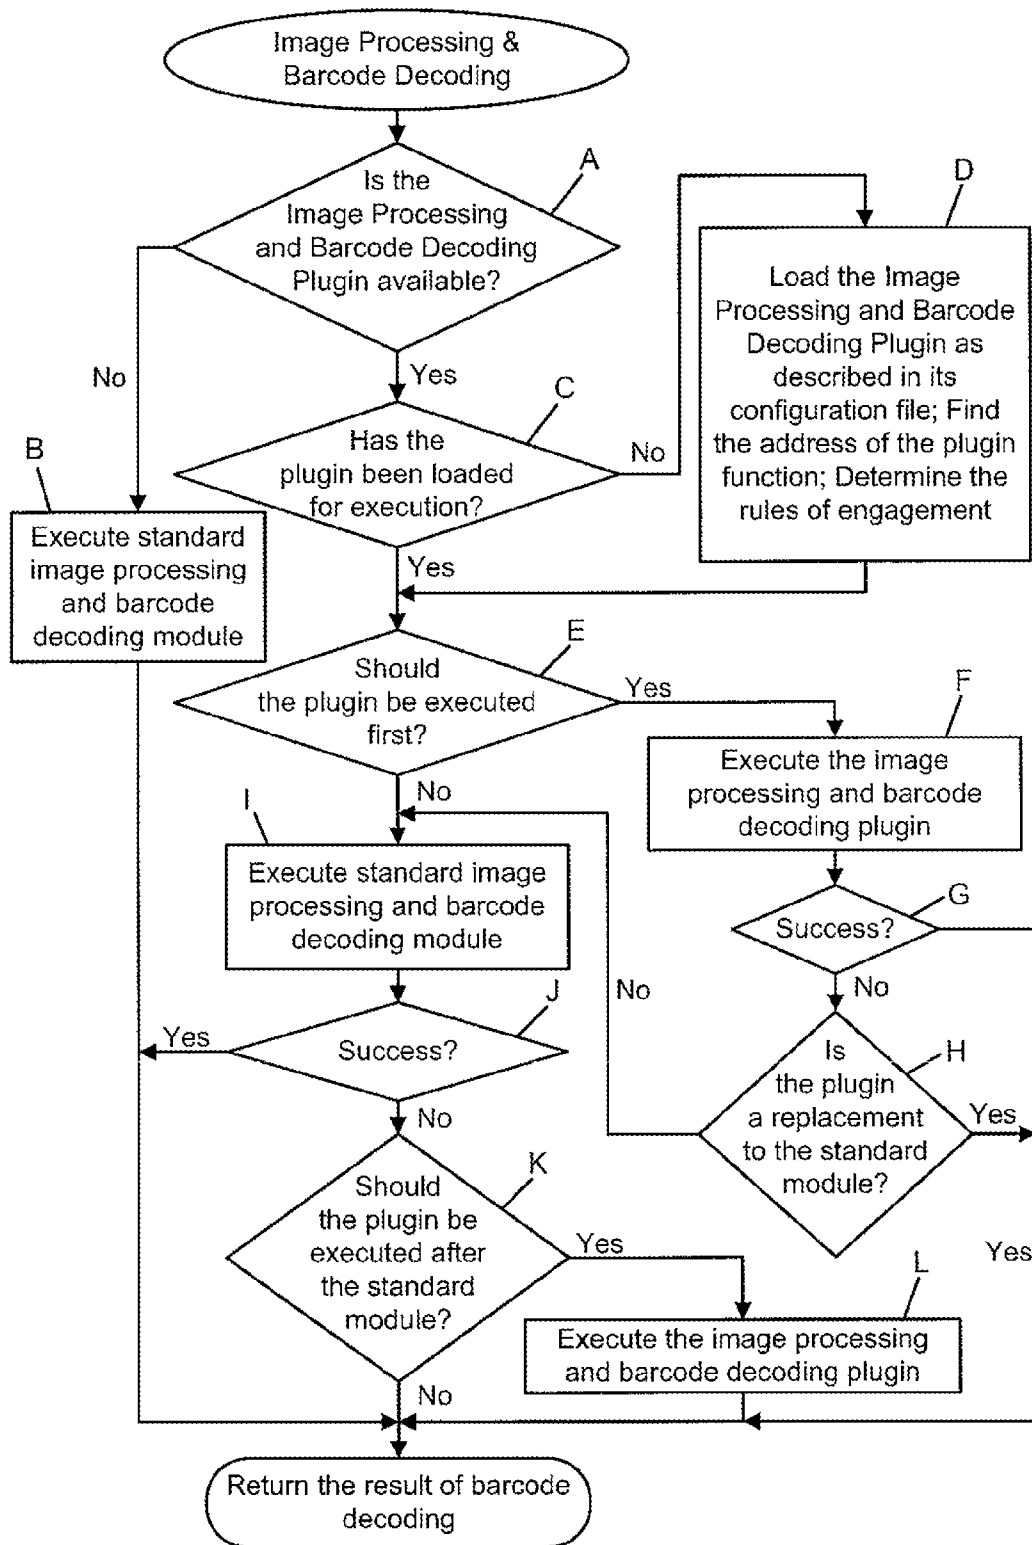 Image Processing &
Barcode Decoding
A
Is the
Image Processing
and Barcode Decoding
Plugin available?
No
Yes
D
Load the Image
Processing and Barcode
Decoding Plugin as
described in its
configuration file; Find
the address of the plugin
function; Determine the
rules of engagement
C
Has the
plugin been loaded
for execution?
No
Yes
B
Execute standard
image processing
and barcode
decoding module
E
Should
the plugin be executed
first?
Yes
No
F
Execute the image
processing and barcode
decoding plugin
I
Execute standard image
processing and barcode
decoding module
G
Success?
No
J
Success?
Yes
No
H
Is
the plugin
a replacement
to the standard
module?
No
Yes
Yes
K
Should
the plugin be
executed after
the standard
module?
Yes
No
L
Execute the image processing
and barcode decoding plugin
Return the result of barcode
decoding